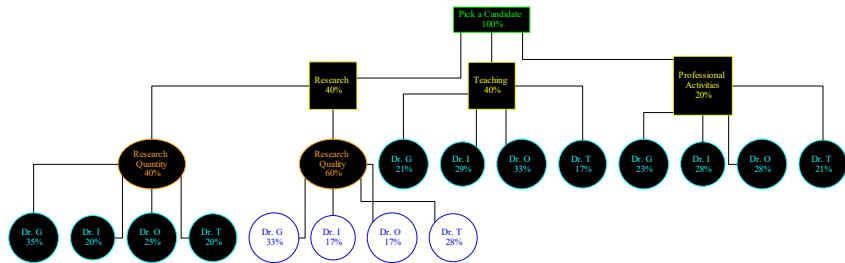 Pick a Candidate
100%
Research
40%
Teaching
40%
Professional
Activities
20%
Research
Quantity
40%
Research
Quality
60%
Dr. G
21%
Dr. I
29%
Dr. O
33%
Dr. T
17%
Dr. G
23%
Dr. I
28%
Dr. O
28%
Dr. T
21%
Dr. G
35%
Dr. I
20%
Dr. O
25%
Dr. T
20%
Dr. G
33%
Dr. I
17%
Dr. O
17%
Dr. T
28%